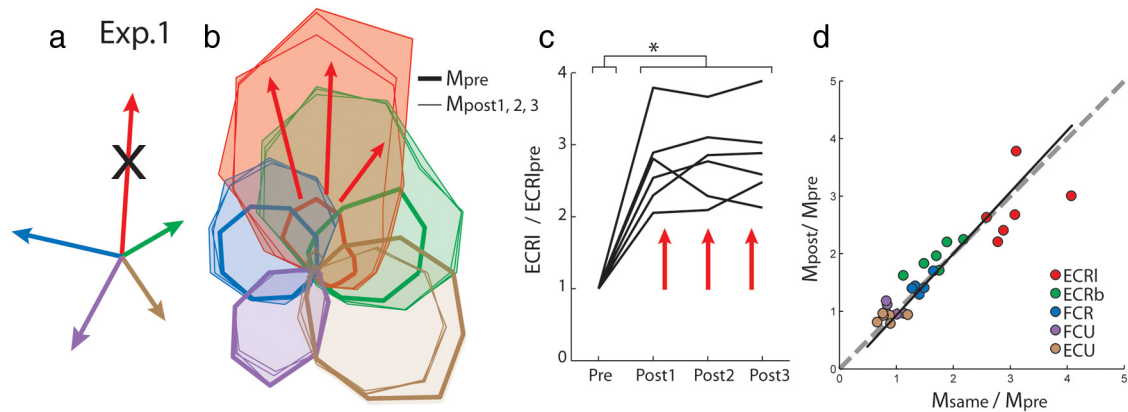 a Exp.1
X
b
Mpre
Mpost1, 2, 3
c
*
ECRl / ECRlpre
4
3
2
1
0
Pre Post1 Post2 Post3
d
Mpost/ Mpre
5
4
3
2
1
0
0 1 2 3 4 5
Msame / Mpre
ECRl
ECRb
FCR
FCU
ECU